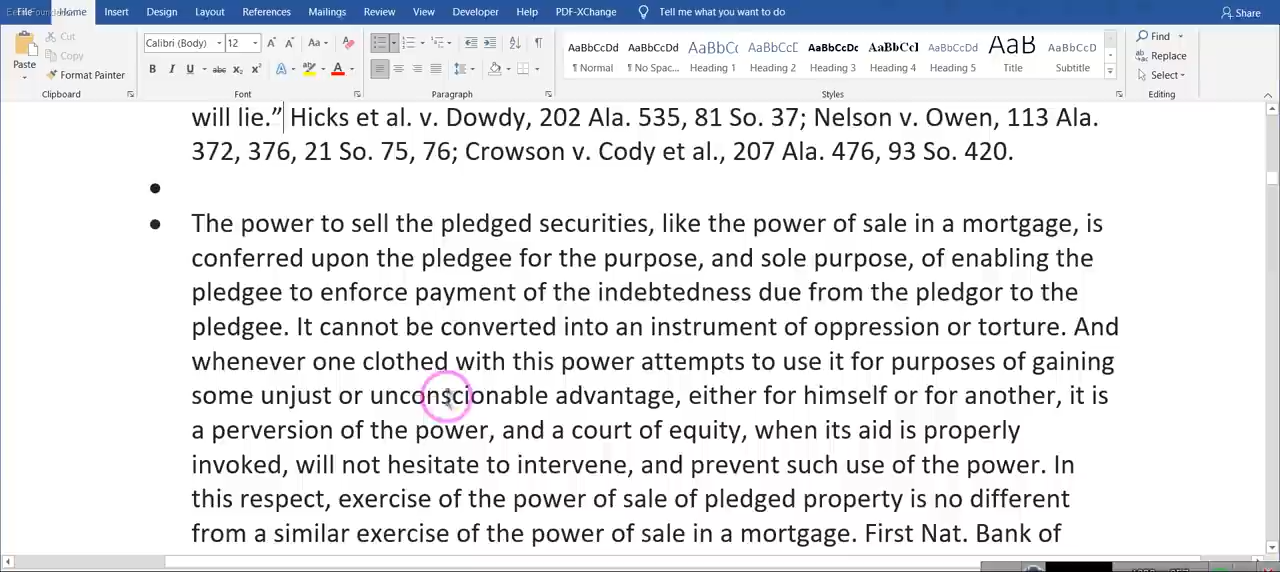 File Home Insert Design Layout References Mailings Review View Developer Help PDF-XChange Tell me what you want to do Share
Paste Cut Copy Format Painter
Calibri (Body) 12 Aa
B I U abc x₂ x² A A
AaBbCcDd AaBbCcDd AaBbC AaBbCcD AaBbCcDc AaBbCcI AaBbCcDd AaB AaBbCcD
¶ Normal ¶ No Spac... Heading 1 Heading 2 Heading 3 Heading 4 Heading 5 Title Subtitle
Find Replace Select
Clipboard Font Paragraph Styles Editing
will lie.” Hicks et al. v. Dowdy, 202 Ala. 535, 81 So. 37; Nelson v. Owen, 113 Ala.
372, 376, 21 So. 75, 76; Crowson v. Cody et al., 207 Ala. 476, 93 So. 420.
•
• The power to sell the pledged securities, like the power of sale in a mortgage, is
conferred upon the pledgee for the purpose, and sole purpose, of enabling the
pledgee to enforce payment of the indebtedness due from the pledgor to the
pledgee. It cannot be converted into an instrument of oppression or torture. And
whenever one clothed with this power attempts to use it for purposes of gaining
some unjust or unconscionable advantage, either for himself or for another, it is
a perversion of the power, and a court of equity, when its aid is properly
invoked, will not hesitate to intervene, and prevent such use of the power. In
this respect, exercise of the power of sale of pledged property is no different
from a similar exercise of the power of sale in a mortgage. First Nat. Bank of